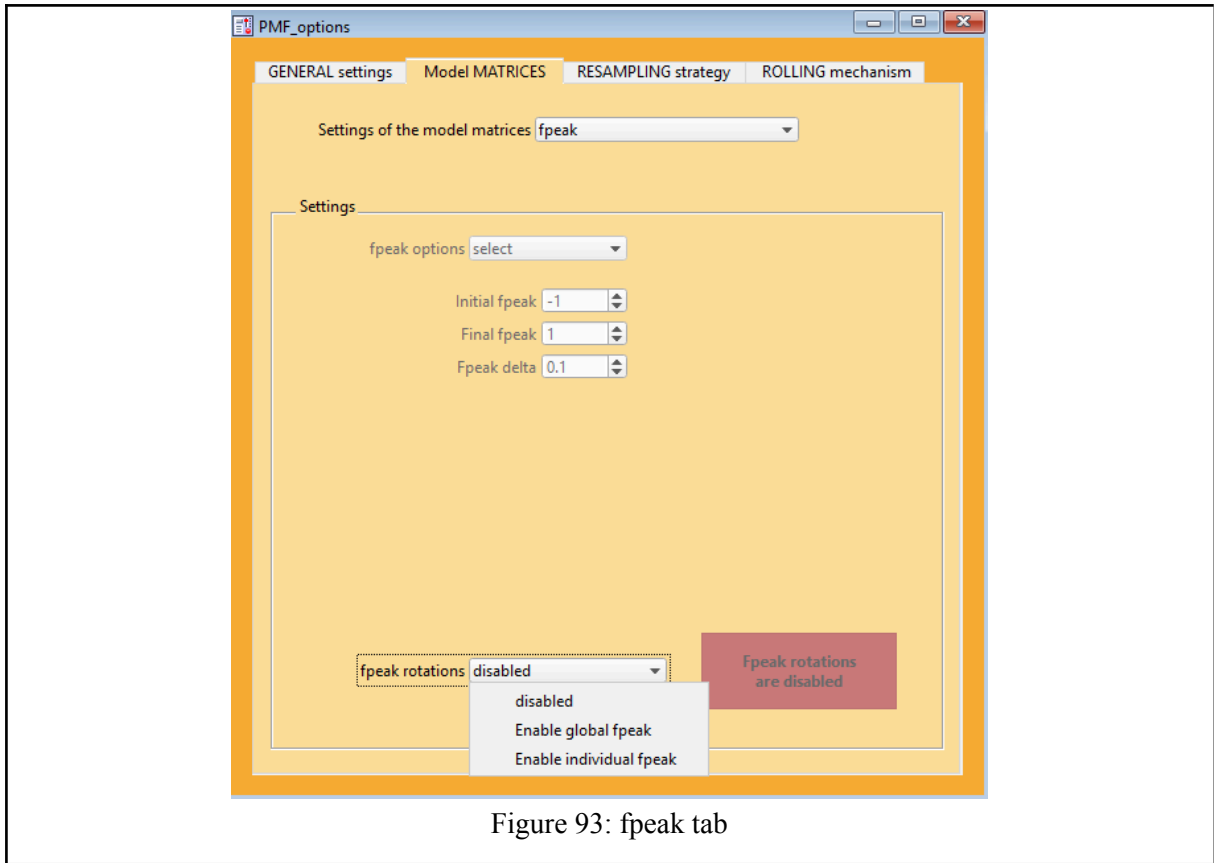 PMF_options
GENERAL settings Model MATRICES RESAMPLING strategy ROLLING mechanism
Settings of the model matrices fpeak
Settings
fpeak options select
Initial fpeak -1
Final fpeak 1
Fpeak delta 0.1
fpeak rotations disabled
Fpeak rotations
are disabled
disabled
Enable global fpeak
Enable individual fpeak
Figure 93: fpeak tab